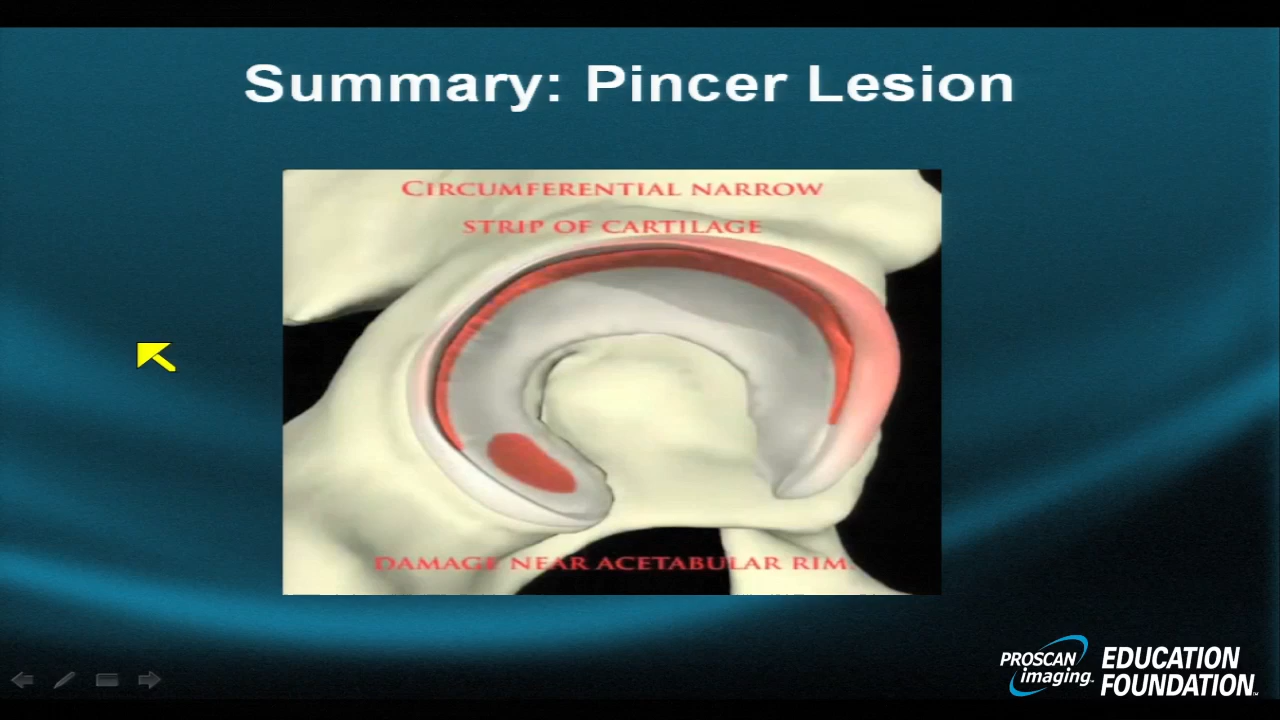 Summary: Pincer Lesion
CIRCUMFERENTIAL NARROW
STRIP OF CARTILAGE
DAMAGE NEAR ACETABULAR RIM
PROSCAN
imaging
EDUCATION
FOUNDATION